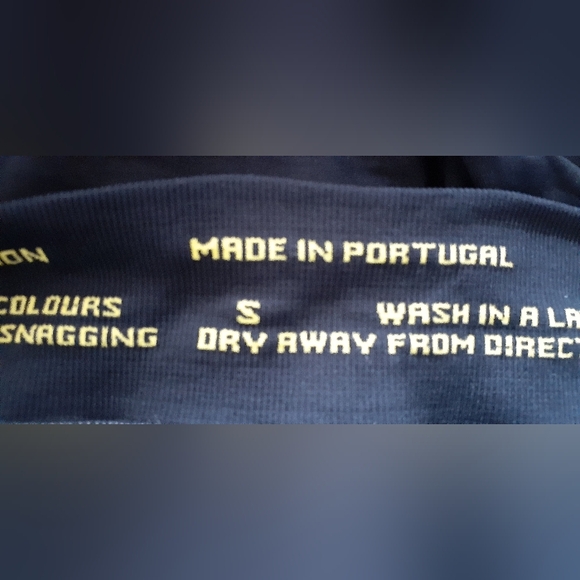 MADE IN PORTUGAL
COLOURS S WASH IN A
SNAGGING DRY AWAY FROM DIRECT